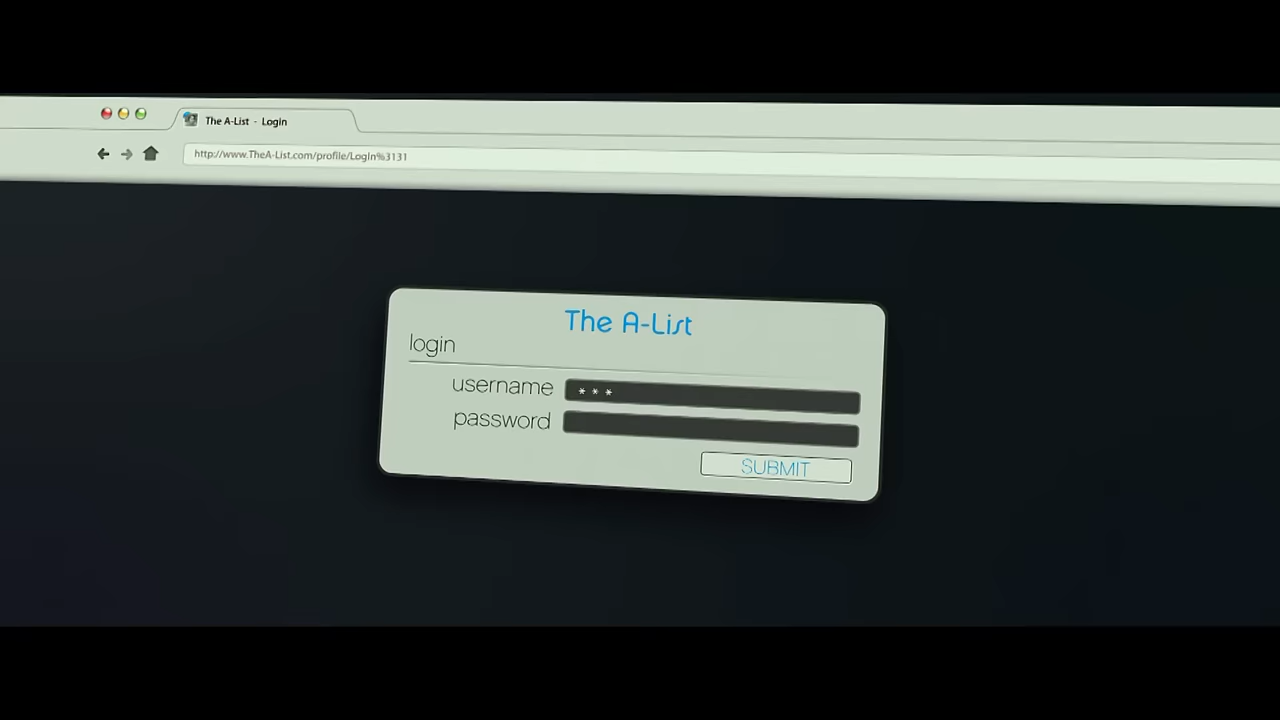 The A-List - Login
http://www.TheA-List.com/profile/Login%3131
The A-List
login
username * * *
password
SUBMIT